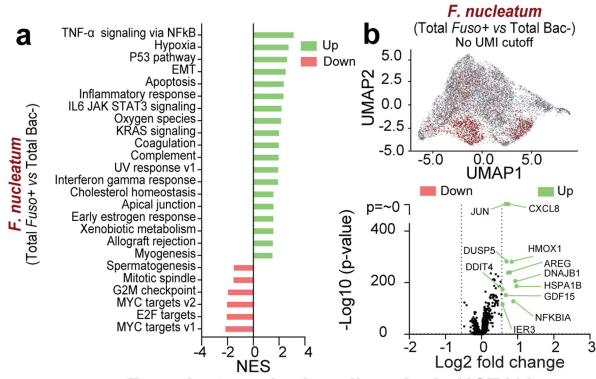 a
F. nucleatum
(Total Fuso+ vs Total Bac-)
TNF-α signaling via NFkB
Hypoxia
P53 pathway
EMT
Apoptosis
Inflammatory response
IL6 JAK STAT3 signaling
Oxygen species
KRAS signaling
Coagulation
Complement
UV response v1
Interferon gamma response
Cholesterol homeostasis
Apical junction
Early estrogen response
Xenobiotic metabolism
Allograft rejection
Myogenesis
Spermatogenesis
Mitotic spindle
G2M checkpoint
MYC targets v2
E2F targets
MYC targets v1
Up
Down
-4 -2 0 2 4
NES
b
F. nucleatum
(Total Fuso+ vs Total Bac-)
No UMI cutoff
UMAP2
5.0
2.5
0.0
-2.5
-5.0
-5.0 0.0 5.0
UMAP1
Down
Up
-Log10 (p-value)
p=~0
400
200
0
JUN
CXCL8
DUSP5
HMOX1
DDIT4
AREG
DNAJB1
HSPA1B
GDF15
NFKBIA
IER3
-2 -1 0 1 2 3
Log2 fold change